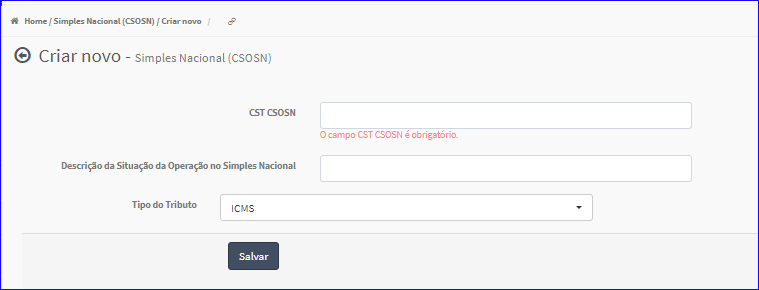 Home / Simples Nacional (CSOSN) / Criar novo /
Criar novo - Simples Nacional (CSOSN)
CST CSOSN
O campo CST CSOSN é obrigatório.
Descrição da Situação da Operação no Simples Nacional
Tipo do Tributo
ICMS
Salvar